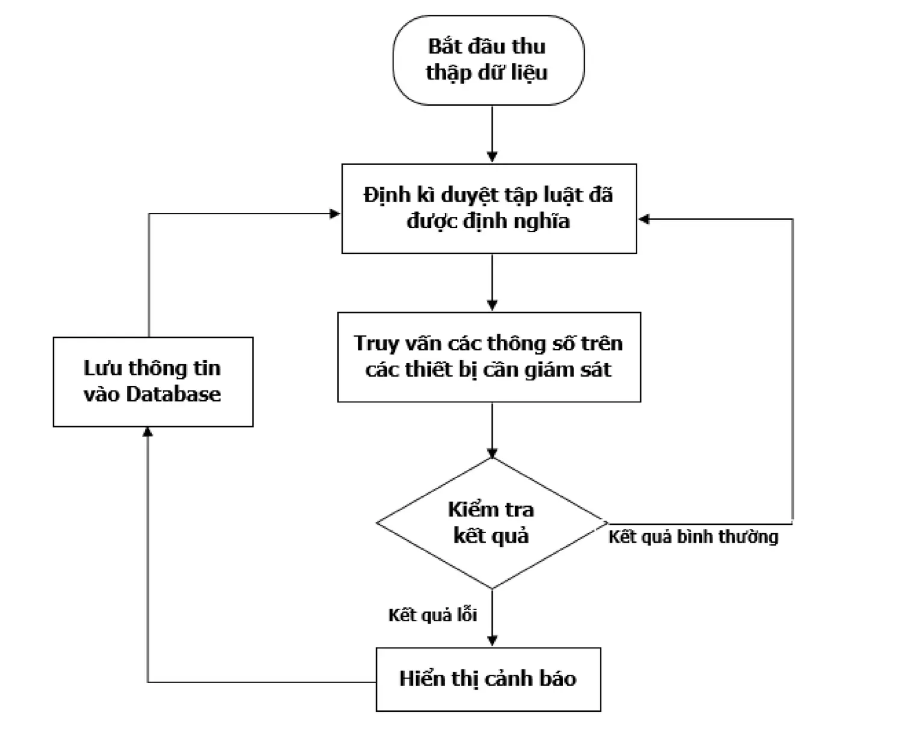 Bắt đầu thu
thập dữ liệu
Định kì duyệt tập luật đã
được định nghĩa
Truy vấn các thông số trên
các thiết bị cần giám sát
Lưu thông tin
vào Database
Kiểm tra
kết quả
Kết quả bình thường
Kết quả lỗi
Hiển thị cảnh báo